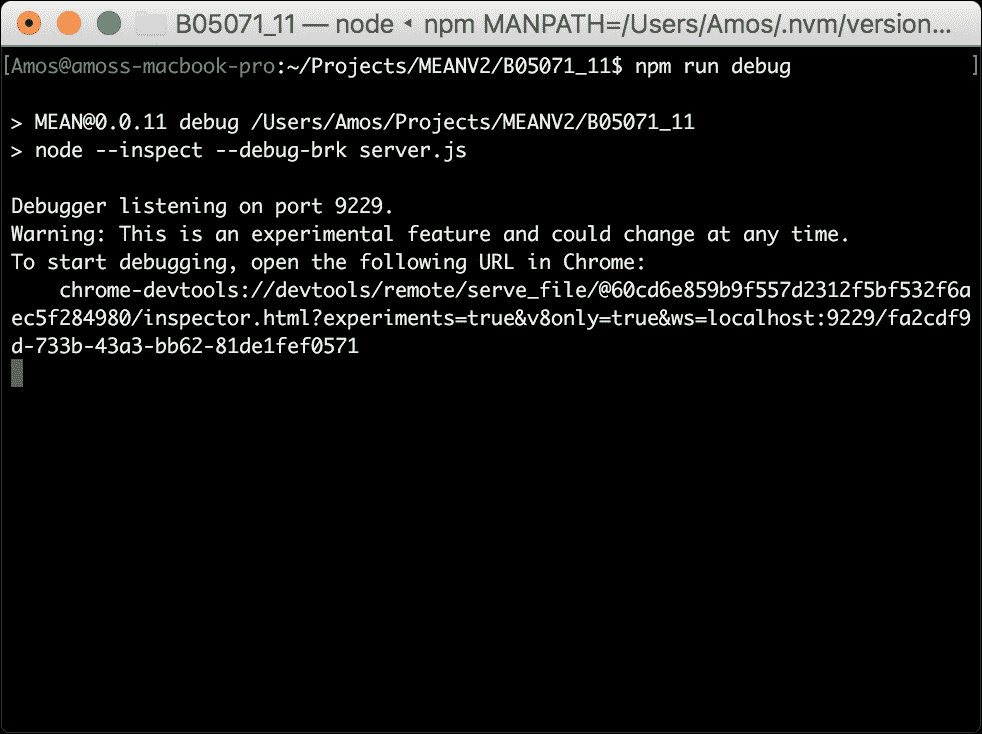 B05071_11 — node ◂ npm MANPATH=/Users/Amos/.nvm/version...
[Amos@amoss-macbook-pro:~/Projects/MEANV2/B05071_11$ npm run debug ]
> MEAN@0.0.11 debug /Users/Amos/Projects/MEANV2/B05071_11
> node --inspect --debug-brk server.js
Debugger listening on port 9229.
Warning: This is an experimental feature and could change at any time.
To start debugging, open the following URL in Chrome:
chrome-devtools://devtools/remote/serve_file/@60cd6e859b9f557d2312f5bf532f6a
ec5f284980/inspector.html?experiments=true&v8only=true&ws=localhost:9229/fa2cdf9
d-733b-43a3-bb62-81de1fef0571